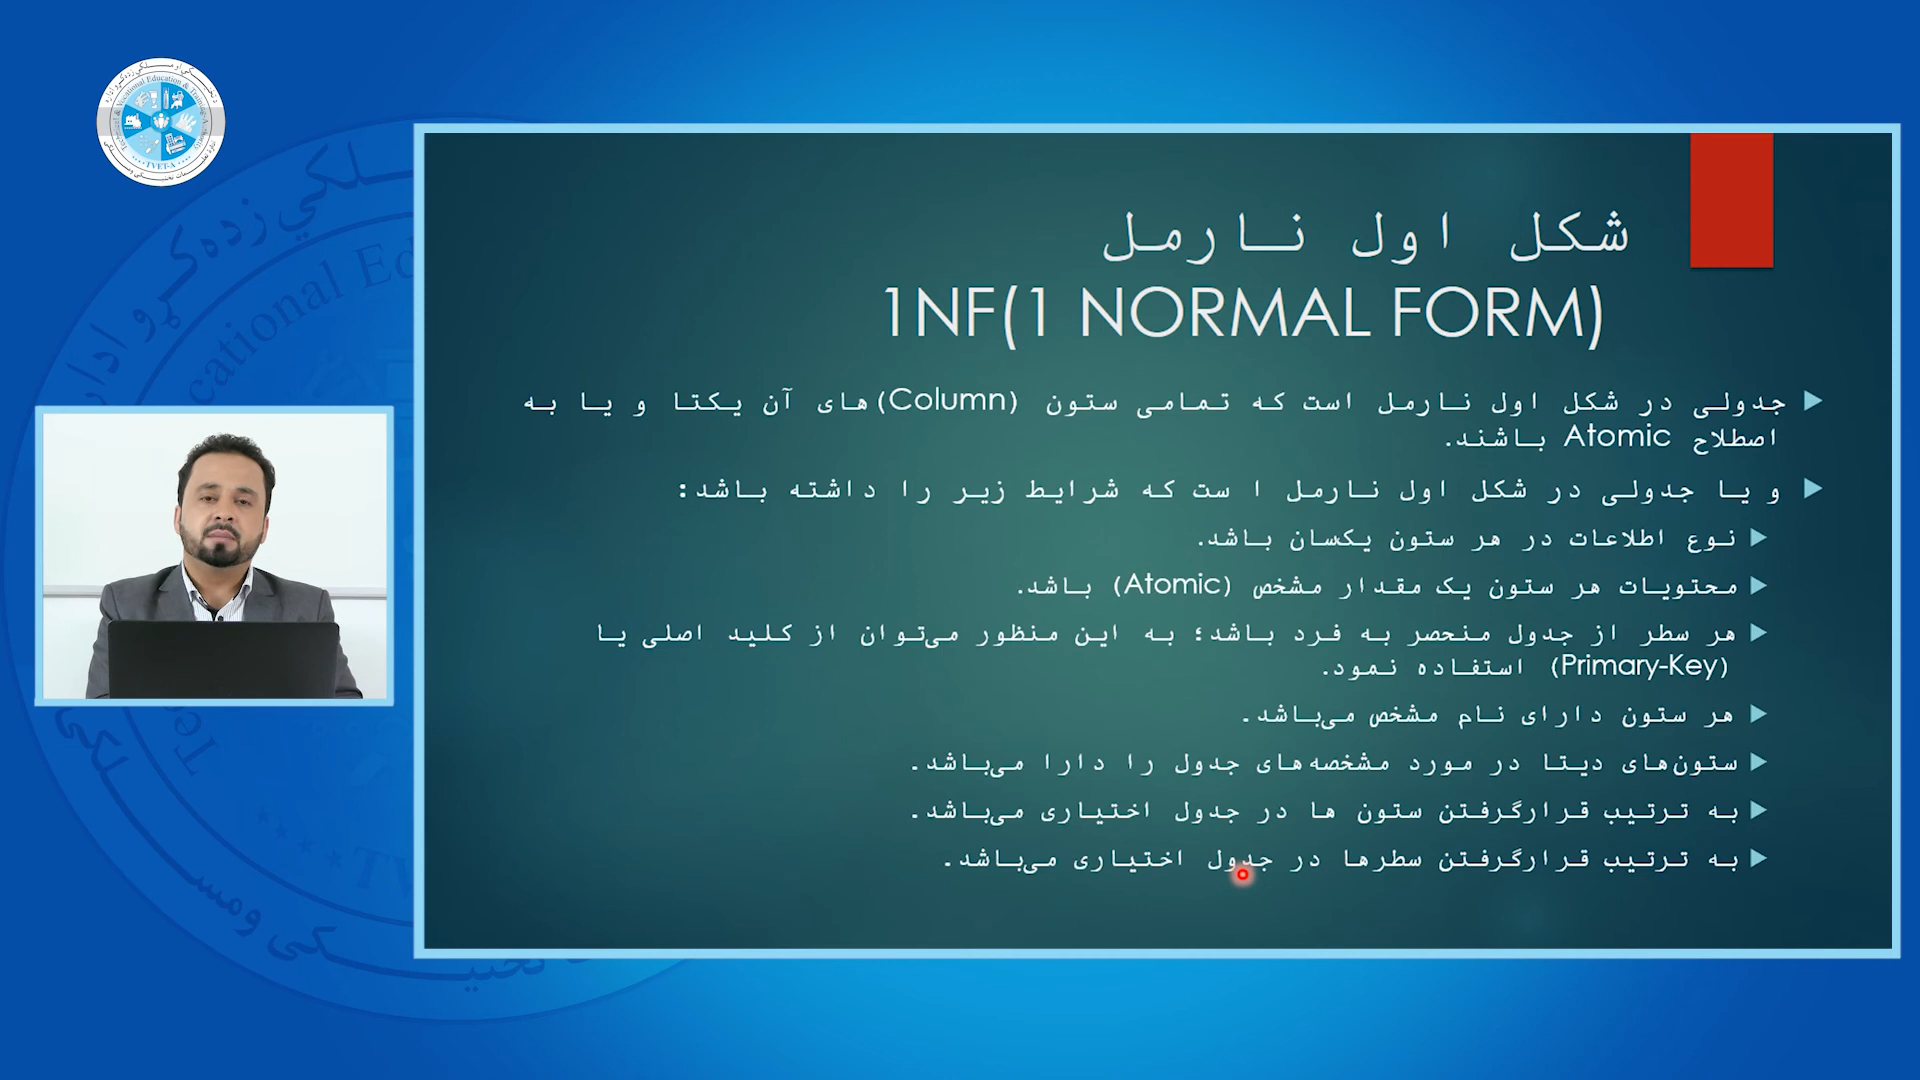 شکل اول نارمل
1NF(1 NORMAL FORM)
جدولی در شکل اول نارمل است که تمامی ستون (Column)های آن یکتا و یا به
اصطلاح Atomic باشند.
و یا جدولی در شکل اول نارمل ا ست که شرایط زیر را داشته باشد:
نوع اطلاعات در هر ستون یکسان باشد.
محتویات هر ستون یک مقدار مشخص (Atomic) باشد.
هر سطر از جدول منحصر به فرد باشد؛ به این منظور می‌توان از کلید اصلی یا
(Primary-Key) استفاده نمود.
هر ستون دارای نام مشخص می‌باشد.
ستون‌های دیتا در مورد مشخصه‌های جدول را دارا می‌باشد.
به ترتیب قرارگرفتن ستون ها در جدول اختیاری می‌باشد.
به ترتیب قرارگرفتن سطرها در جدول اختیاری می‌باشد.
TVET-A